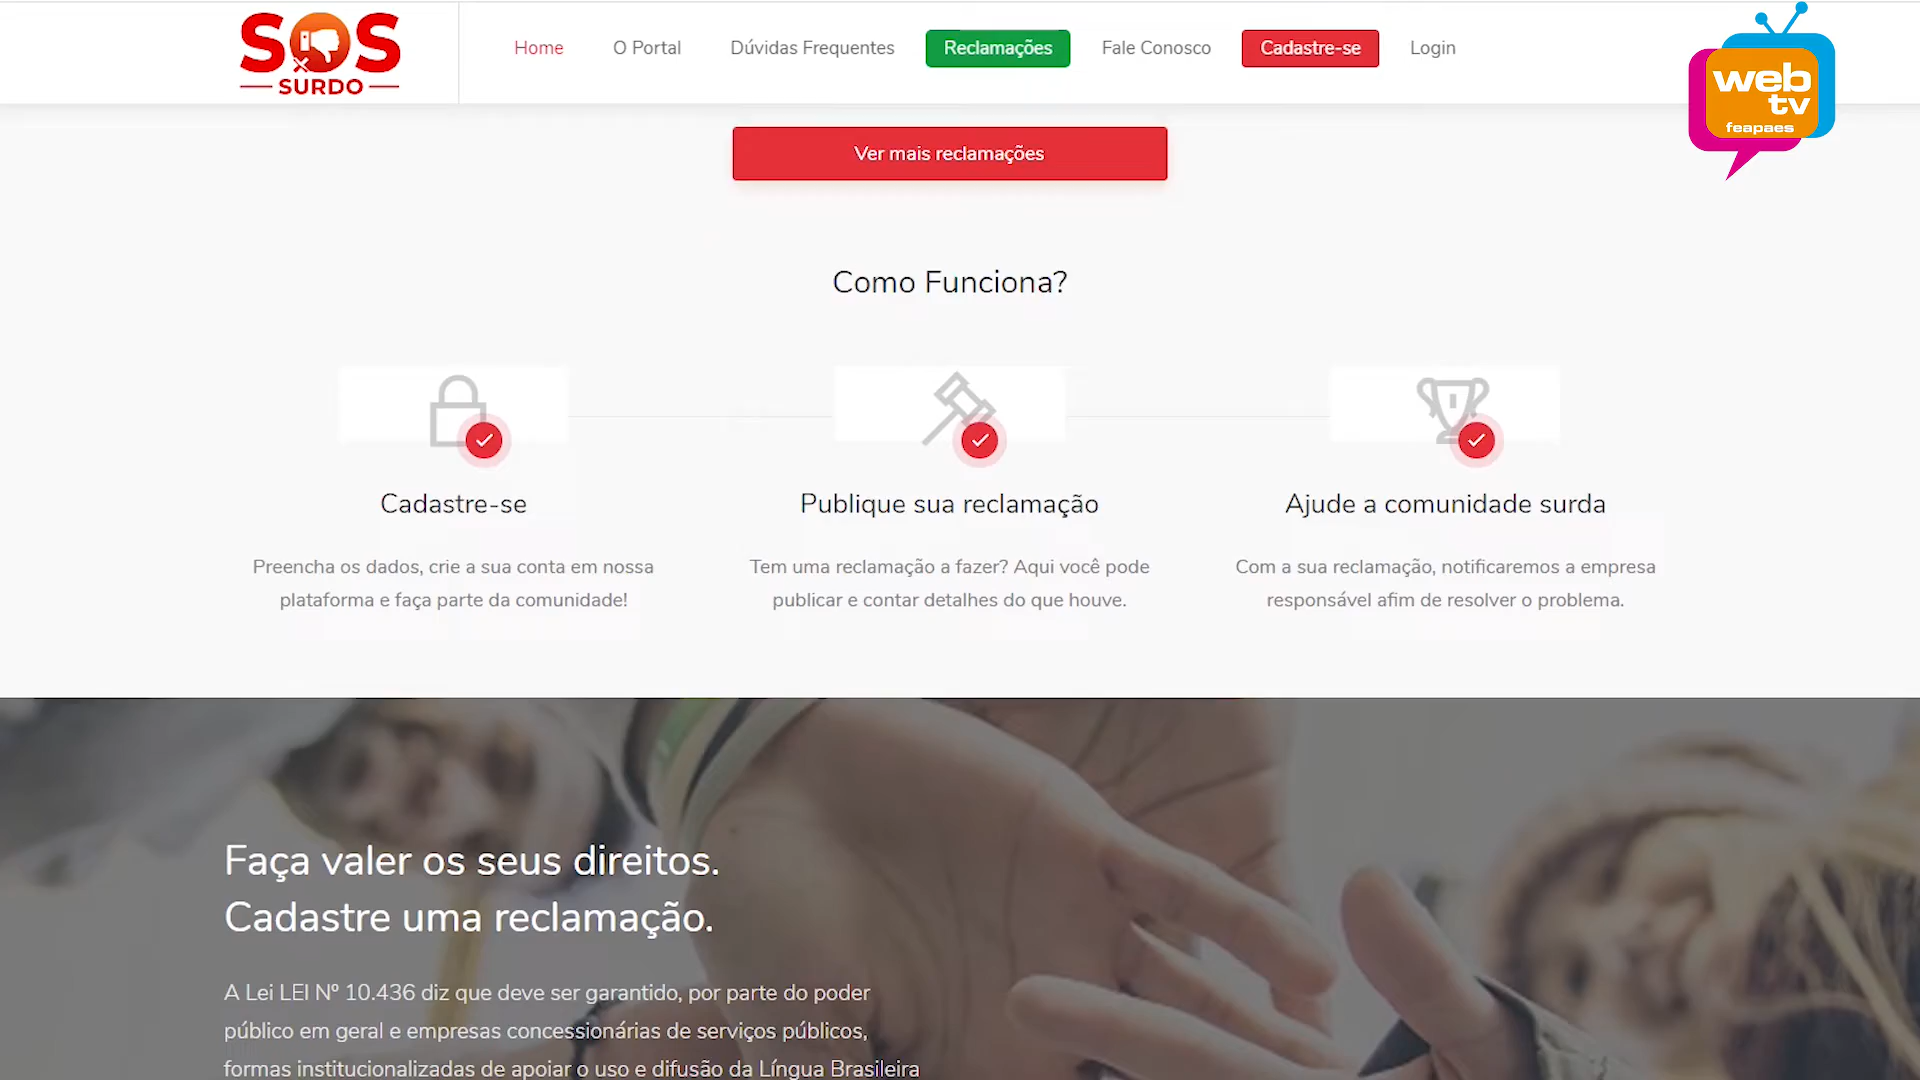 SOS
SURDO
Home
O Portal
Dúvidas Frequentes
Reclamações
Fale Conosco
Cadastre-se
Login
web
tv
feapaes
Ver mais reclamações
Como Funciona?
Cadastre-se
Preencha os dados, crie a sua conta em nossa
plataforma e faça parte da comunidade!
Publique sua reclamação
Tem uma reclamação a fazer? Aqui você pode
publicar e contar detalhes do que houve.
Ajude a comunidade surda
Com a sua reclamação, notificaremos a empresa
responsável afim de resolver o problema.
Faça valer os seus direitos.
Cadastre uma reclamação.
A Lei LEI Nº 10.436 diz que deve ser garantido, por parte do poder
público em geral e empresas concessionárias de serviços públicos,
formas institucionalizadas de apoiar o uso e difusão da Língua Brasileira